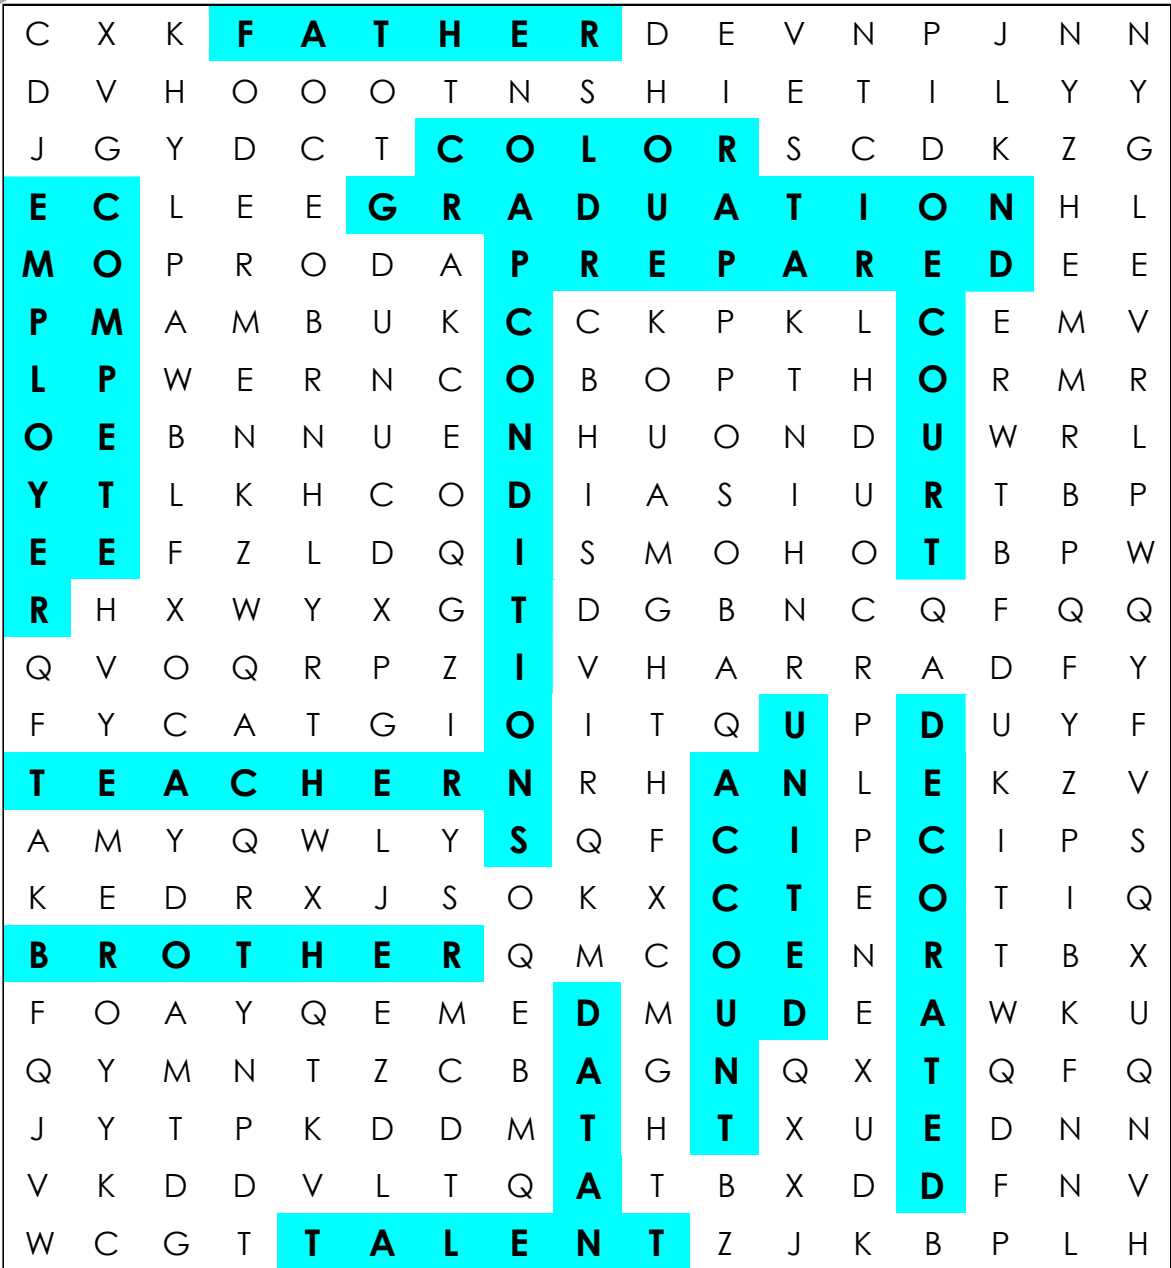 C X K F A T H E R D E V N P J N N
D V H O O O T N S H I E T I L Y Y
J G Y D C T C O L O R S C D K Z G
E C L E E G R A D U A T I O N H L
M O P R O D A P R E P A R E D E E
P M A M B U K C C K P K L C E M V
L P W E R N C O B O P T H O R M R
O E B N N U E N H U O N D U W R L
Y T L K H C O D I A S I U R T B P
E E F Z L D Q I S M O H O T B P W
R H X W Y X G T D G B N C Q F Q Q
Q V O Q R P Z I V H A R R A D F Y
F Y C A T G I O I T Q U P D U Y F
T E A C H E R N R H A N L E K Z V
A M Y Q W L Y S Q F C I P C I P S
K E D R X J S O K X C T E O T I Q
B R O T H E R Q M C O E N R T B X
F O A Y Q E M E D M U D E A W K U
Q Y M N T Z C B A G N Q X T Q F Q
J Y T P K D D M T H T X U E D N N
V K D D V L T Q A T B X D D F N V
W C G T T A L E N T Z J K B P L H